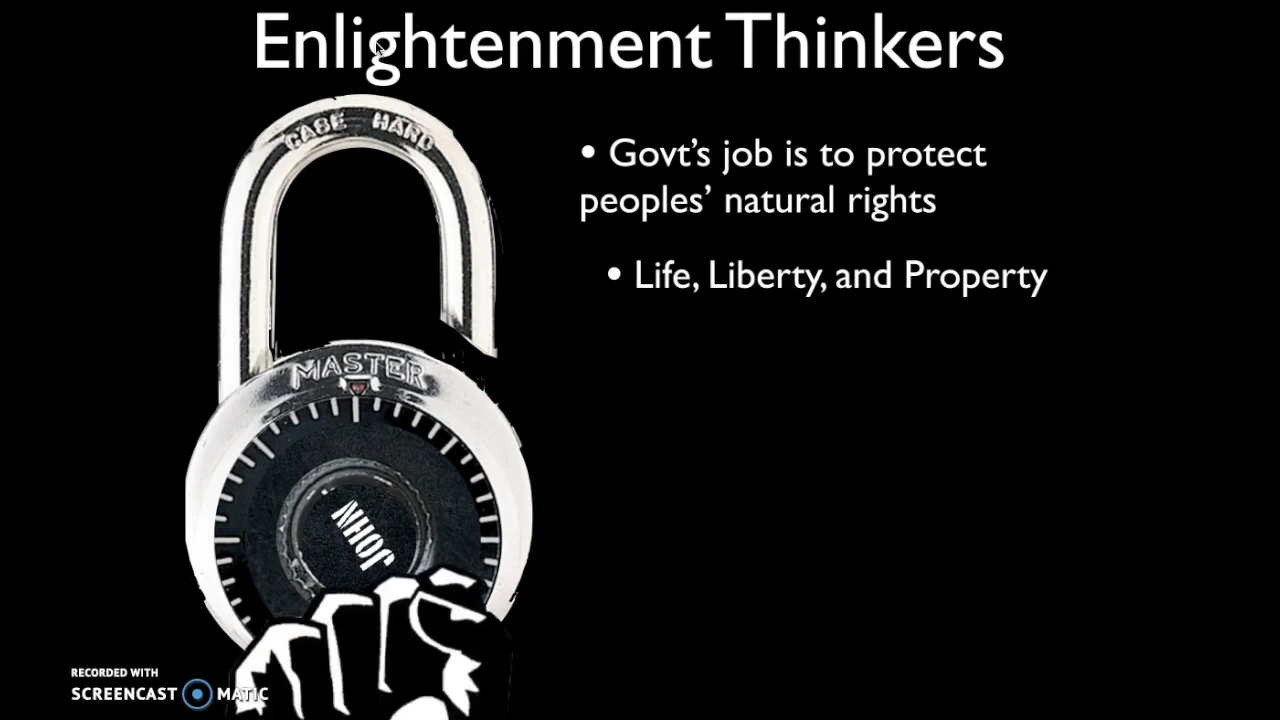 Enlightenment Thinkers
CASE HARD
• Govt's job is to protect
peoples' natural rights
• Life, Liberty, and Property
MASTER
JOHN
RECORDED WITH
SCREENCAST MATIC